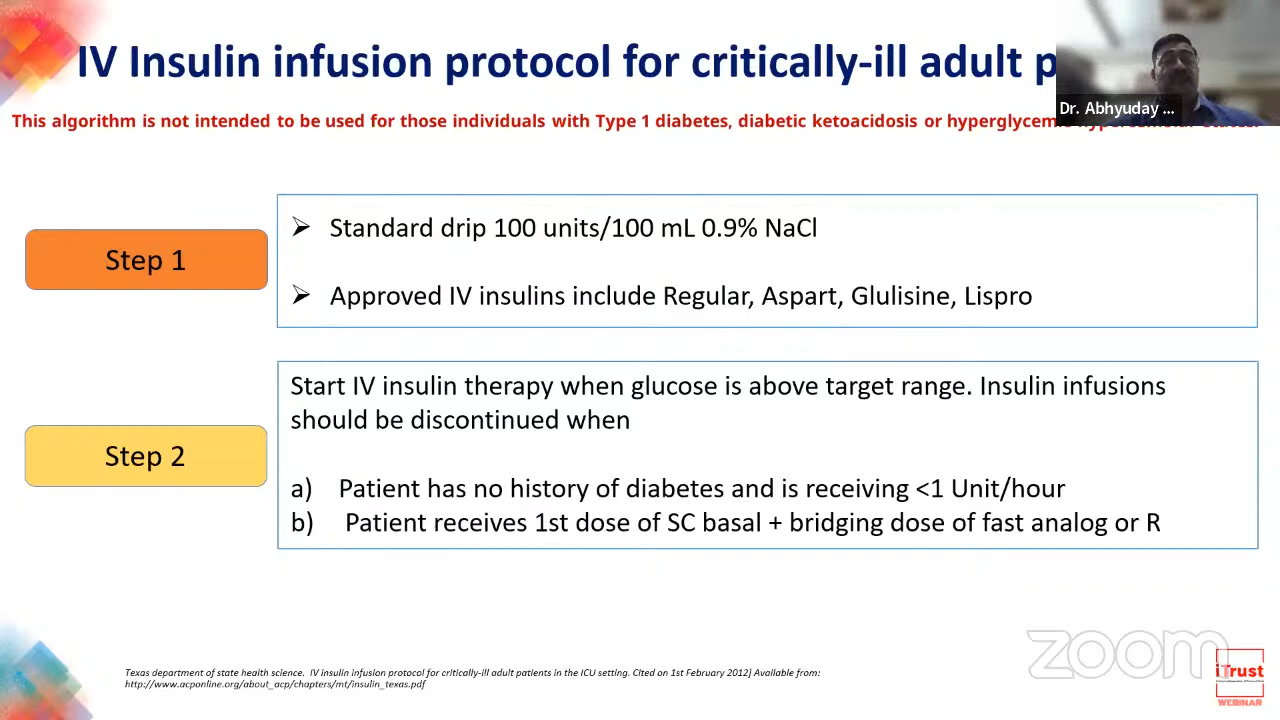 IV Insulin infusion protocol for critically-ill adult
Dr. Abhyuday ...
This algorithm is not intended to be used for those individuals with Type 1 diabetes, diabetic ketoacidosis or
Step 1
➢ Standard drip 100 units/100 mL 0.9% NaCl
➢ Approved IV insulins include Regular, Aspart, Glulisine, Lispro
Step 2
Start IV insulin therapy when glucose is above target range. Insulin infusions
should be discontinued when
a) Patient has no history of diabetes and is receiving <1 Unit/hour
b) Patient receives 1st dose of SC basal + bridging dose of fast analog or R
zoom
iTrust
WEBINAR
Texas department of state health science. IV insulin infusion protocol for critically-ill adult patients in the ICU setting. Cited on 1st February 2012] Available from:
http://www.acponline.org/about_acp/chapters/mt/insulin_texas.pdf